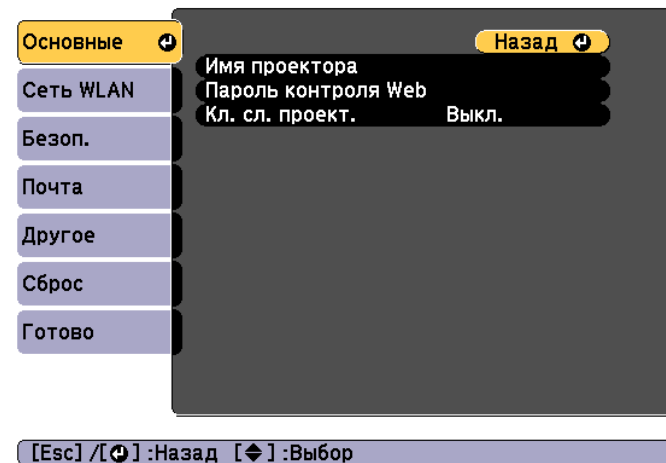 Основные
Сеть WLAN
Безоп.
Почта
Другое
Сброс
Готово
Назад
Имя проектора
Пароль контроля Web
Кл. сл. проект. Выкл.
[Esc] /[ ] :Назад [ ] :Выбор